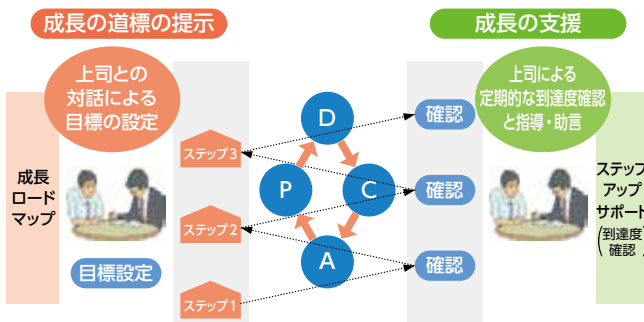 成長の道標の提示
成長の支援
上司との
対話による
目標の設定
上司による
定期的な到達度確認
と指導・助言
成長
ロード
マップ
目標設定
ステップ3
ステップ2
ステップ1
D
P
C
A
確認
確認
確認
ステップ
アップ
サポート
(到達度
確認)